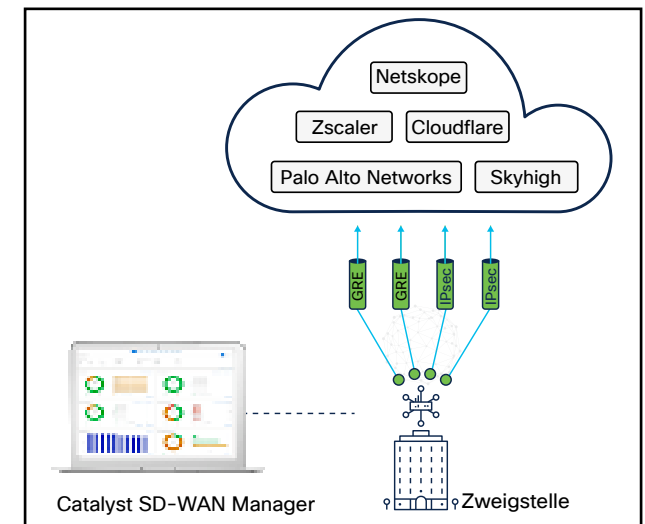 Netskope
Zscaler
Cloudflare
Palo Alto Networks
Skyhigh
GRE
GRE
IPsec
IPsec
Catalyst SD-WAN Manager
Zweigstelle